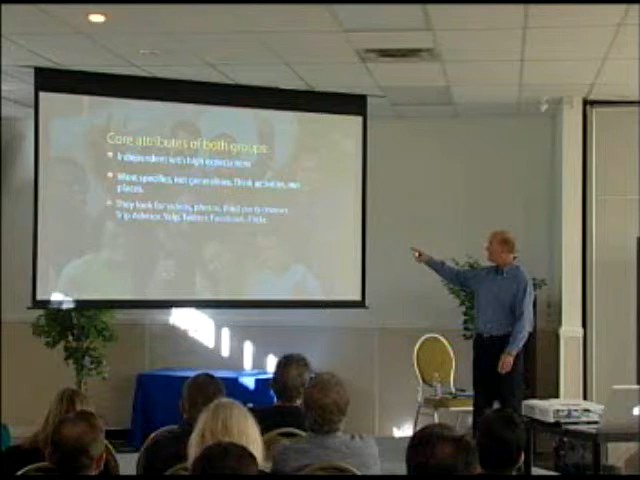 Core attributes of both groups:
Independent with high expectations
Want specifics, not generalities. Think activities, not
places.
They look for videos, photos, third party reviews
Trip Advisor, Yelp, Twitter, Facebook, Flickr